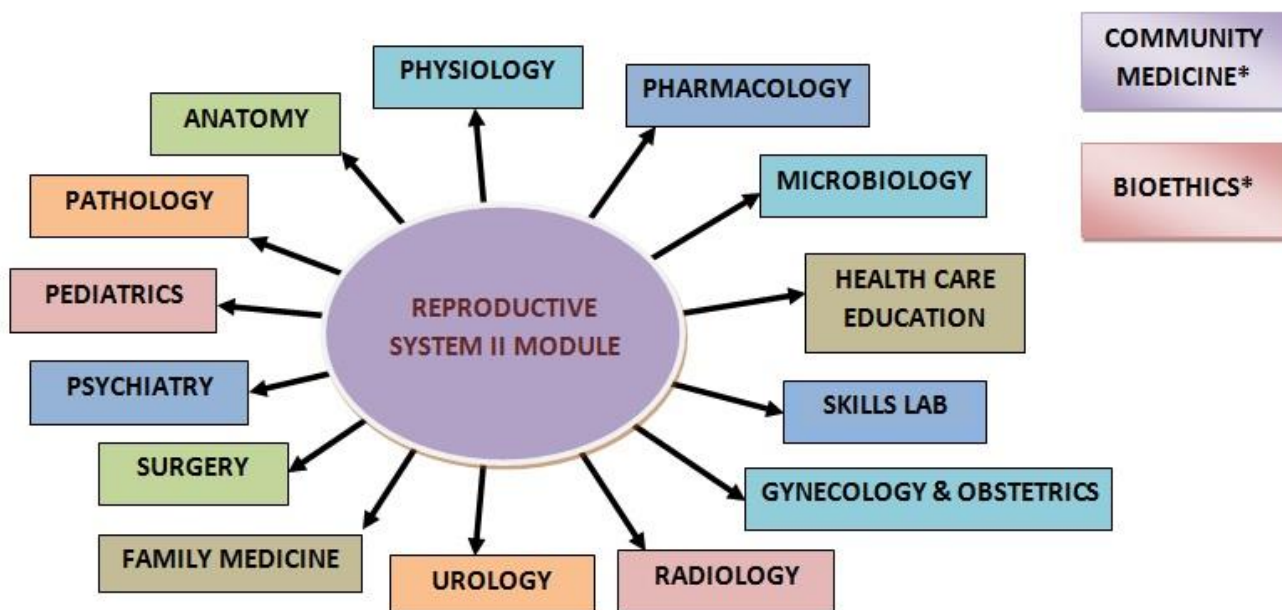 COMMUNITY
MEDICINE*
PHYSIOLOGY
PHARMACOLOGY
ANATOMY
MICROBIOLOGY
BIOETHICS*
PATHOLOGY
HEALTH CARE
EDUCATION
PEDIATRICS
REPRODUCTIVE
SYSTEM II MODULE
PSYCHIATRY
SKILLS LAB
SURGERY
GYNECOLOGY & OBSTETRICS
FAMILY MEDICINE
UROLOGY
RADIOLOGY